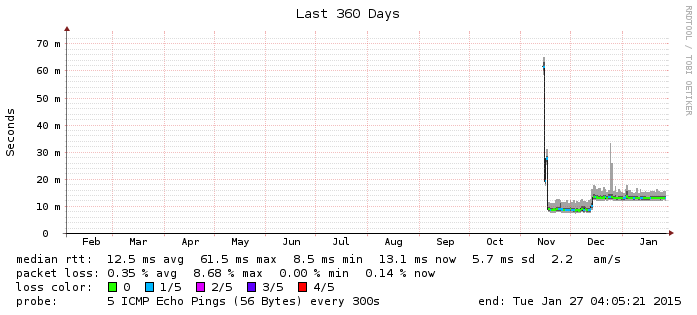 Last 360 Days
RRDTOOL / TOBI OETIKER
Seconds
70 m
60 m
50 m
40 m
30 m
20 m
10 m
0
Feb Mar Apr May Jun Jul Aug Sep Oct Nov Dec Jan
median rtt: 12.5 ms avg 61.5 ms max 8.5 ms min 13.1 ms now 5.7 ms sd 2.2 am/s
packet loss: 0.35 % avg 8.68 % max 0.00 % min 0.14 % now
loss color: 0 1/5 2/5 3/5 4/5
probe: 5 ICMP Echo Pings (56 Bytes) every 300s end: Tue Jan 27 04:05:21 2015